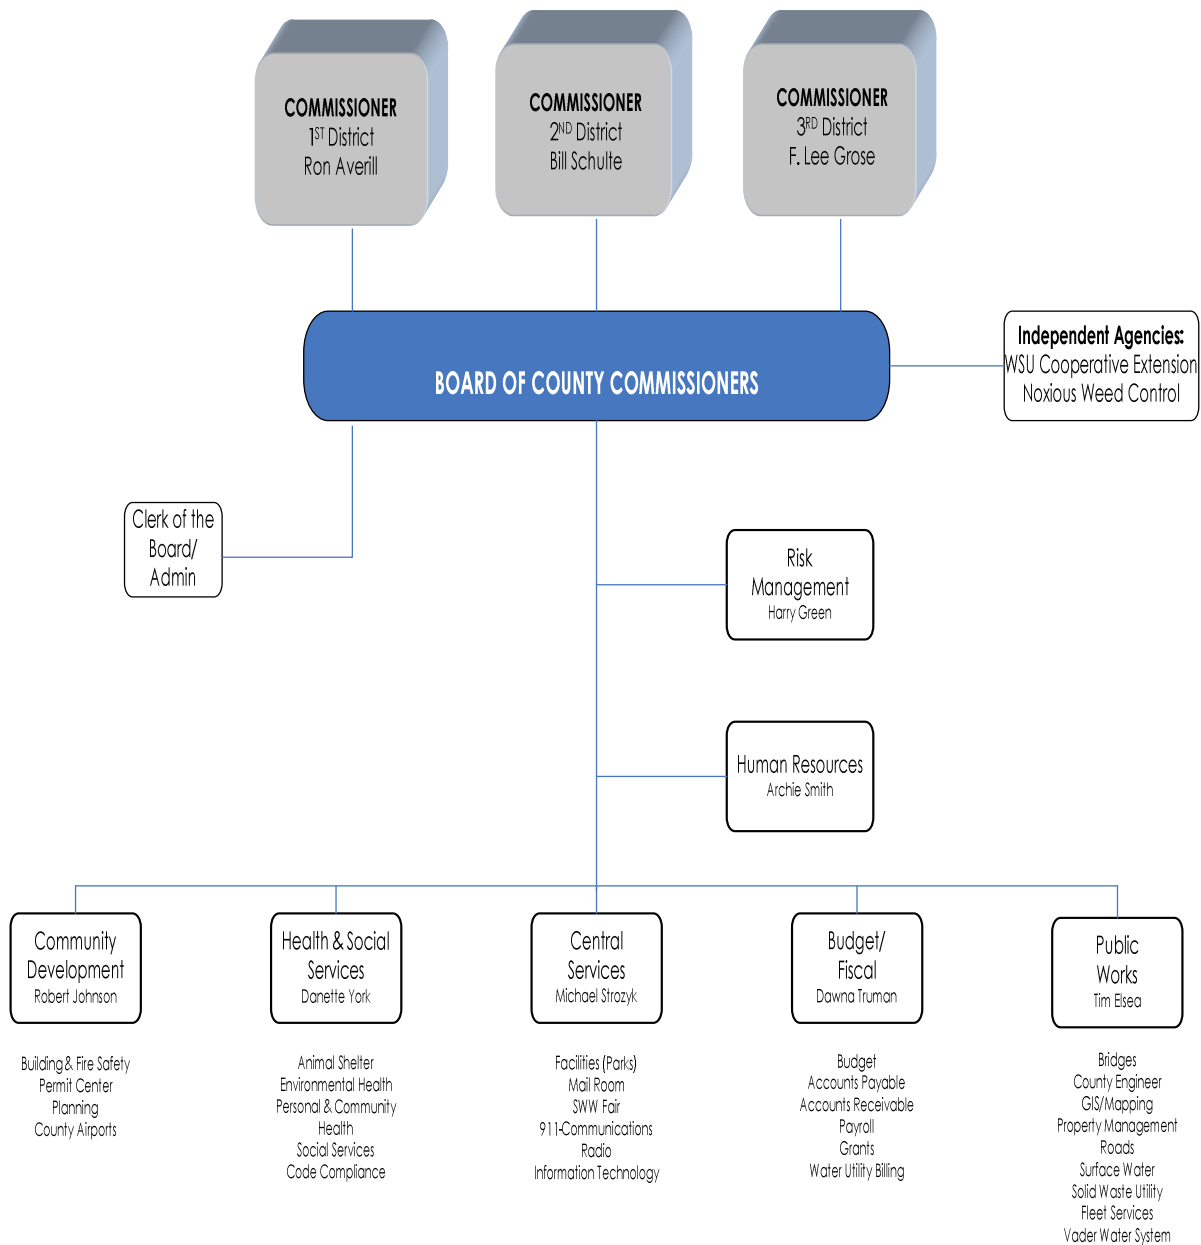 COMMISSIONER
1ST District
Ron Averill
COMMISSIONER
2ND District
Bill Schulte
COMMISSIONER
3RD District
F. Lee Grose
BOARD OF COUNTY COMMISSIONERS
Independent Agencies:
WSU Cooperative Extension
Noxious Weed Control
Clerk of the
Board/
Admin
Risk
Management
Harry Green
Human Resources
Archie Smith
Community
Development
Robert Johnson
Building & Fire Safety
Permit Center
Planning
County Airports
Health & Social
Services
Danette York
Animal Shelter
Environmental Health
Personal & Community
Health
Social Services
Code Compliance
Central
Services
Michael Strozyk
Facilities (Parks)
Mail Room
SWW Fair
911-Communications
Radio
Information Technology
Budget/
Fiscal
Dawna Truman
Budget
Accounts Payable
Accounts Receivable
Payroll
Grants
Water Utility Billing
Public
Works
Tim Elsea
Bridges
County Engineer
GIS/Mapping
Property Management
Roads
Surface Water
Solid Waste Utility
Fleet Services
Vader Water System